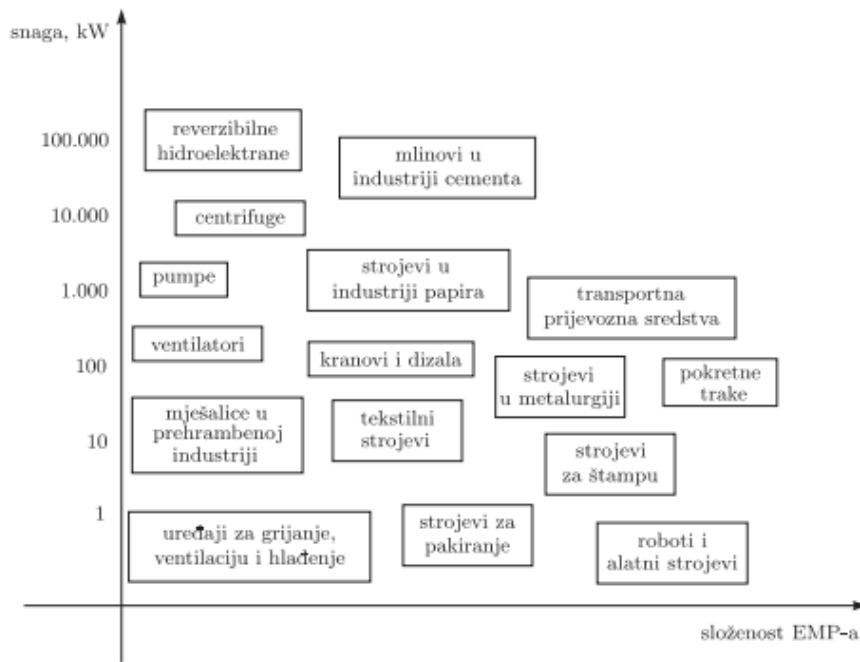 snaga, kW
100.000
10.000
1.000
100
10
1
reverzibilne
hidroelektrane
mlinovi u
industriji cementa
centrifuge
pumpe
strojevi u
industriji papira
transportna
prijevozna sredstva
ventilatori
kranovi i dizala
strojevi
u metalurgiji
pokretne
trake
mješalice u
prehrambenoj
industriji
tekstilni
strojevi
strojevi
za štampu
uređaji za grijanje,
ventilaciju i hlađenje
strojevi za
pakiranje
roboti i
alatni strojevi
složenost EMP-a